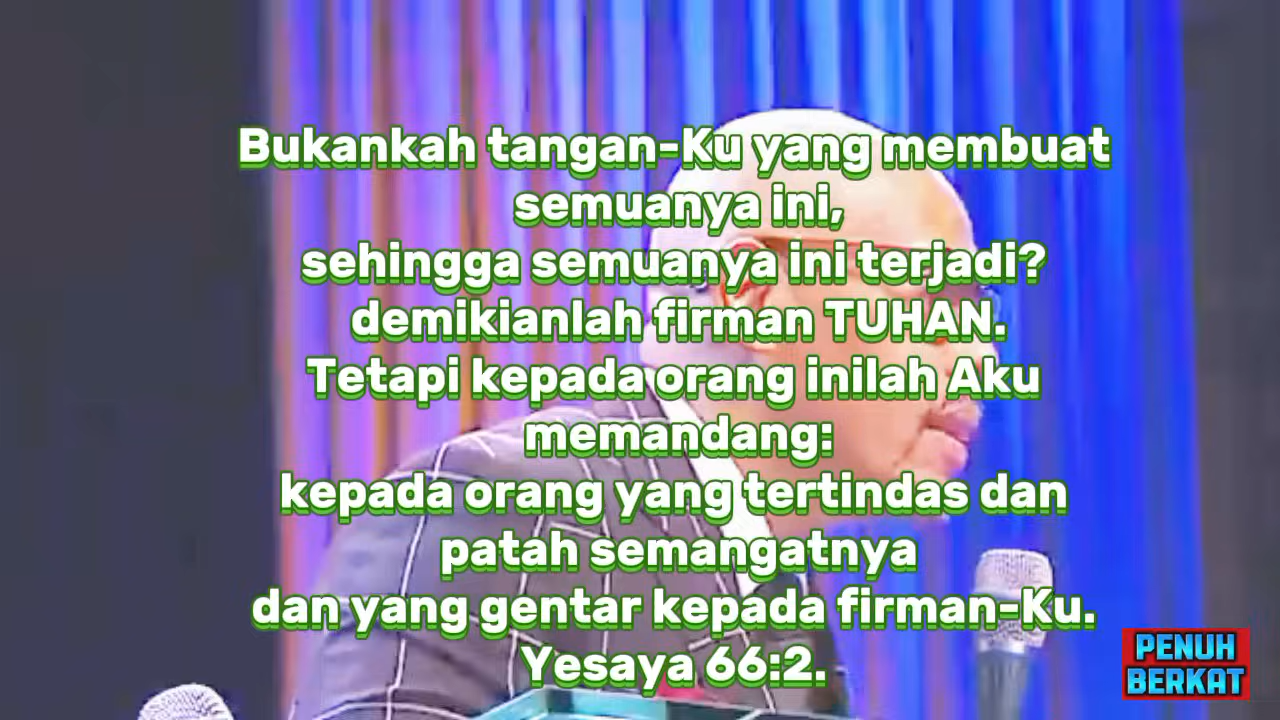 Bukankah tangan-Ku yang membuat
semuanya ini,
sehingga semuanya ini terjadi?
demikianlah firman TUHAN.
Tetapi kepada orang inilah Aku
memandang:
kepada orang yang tertindas dan
patah semangatnya
dan yang gentar kepada firman-Ku.
Yesaya 66:2.
PENUH
BERKAT